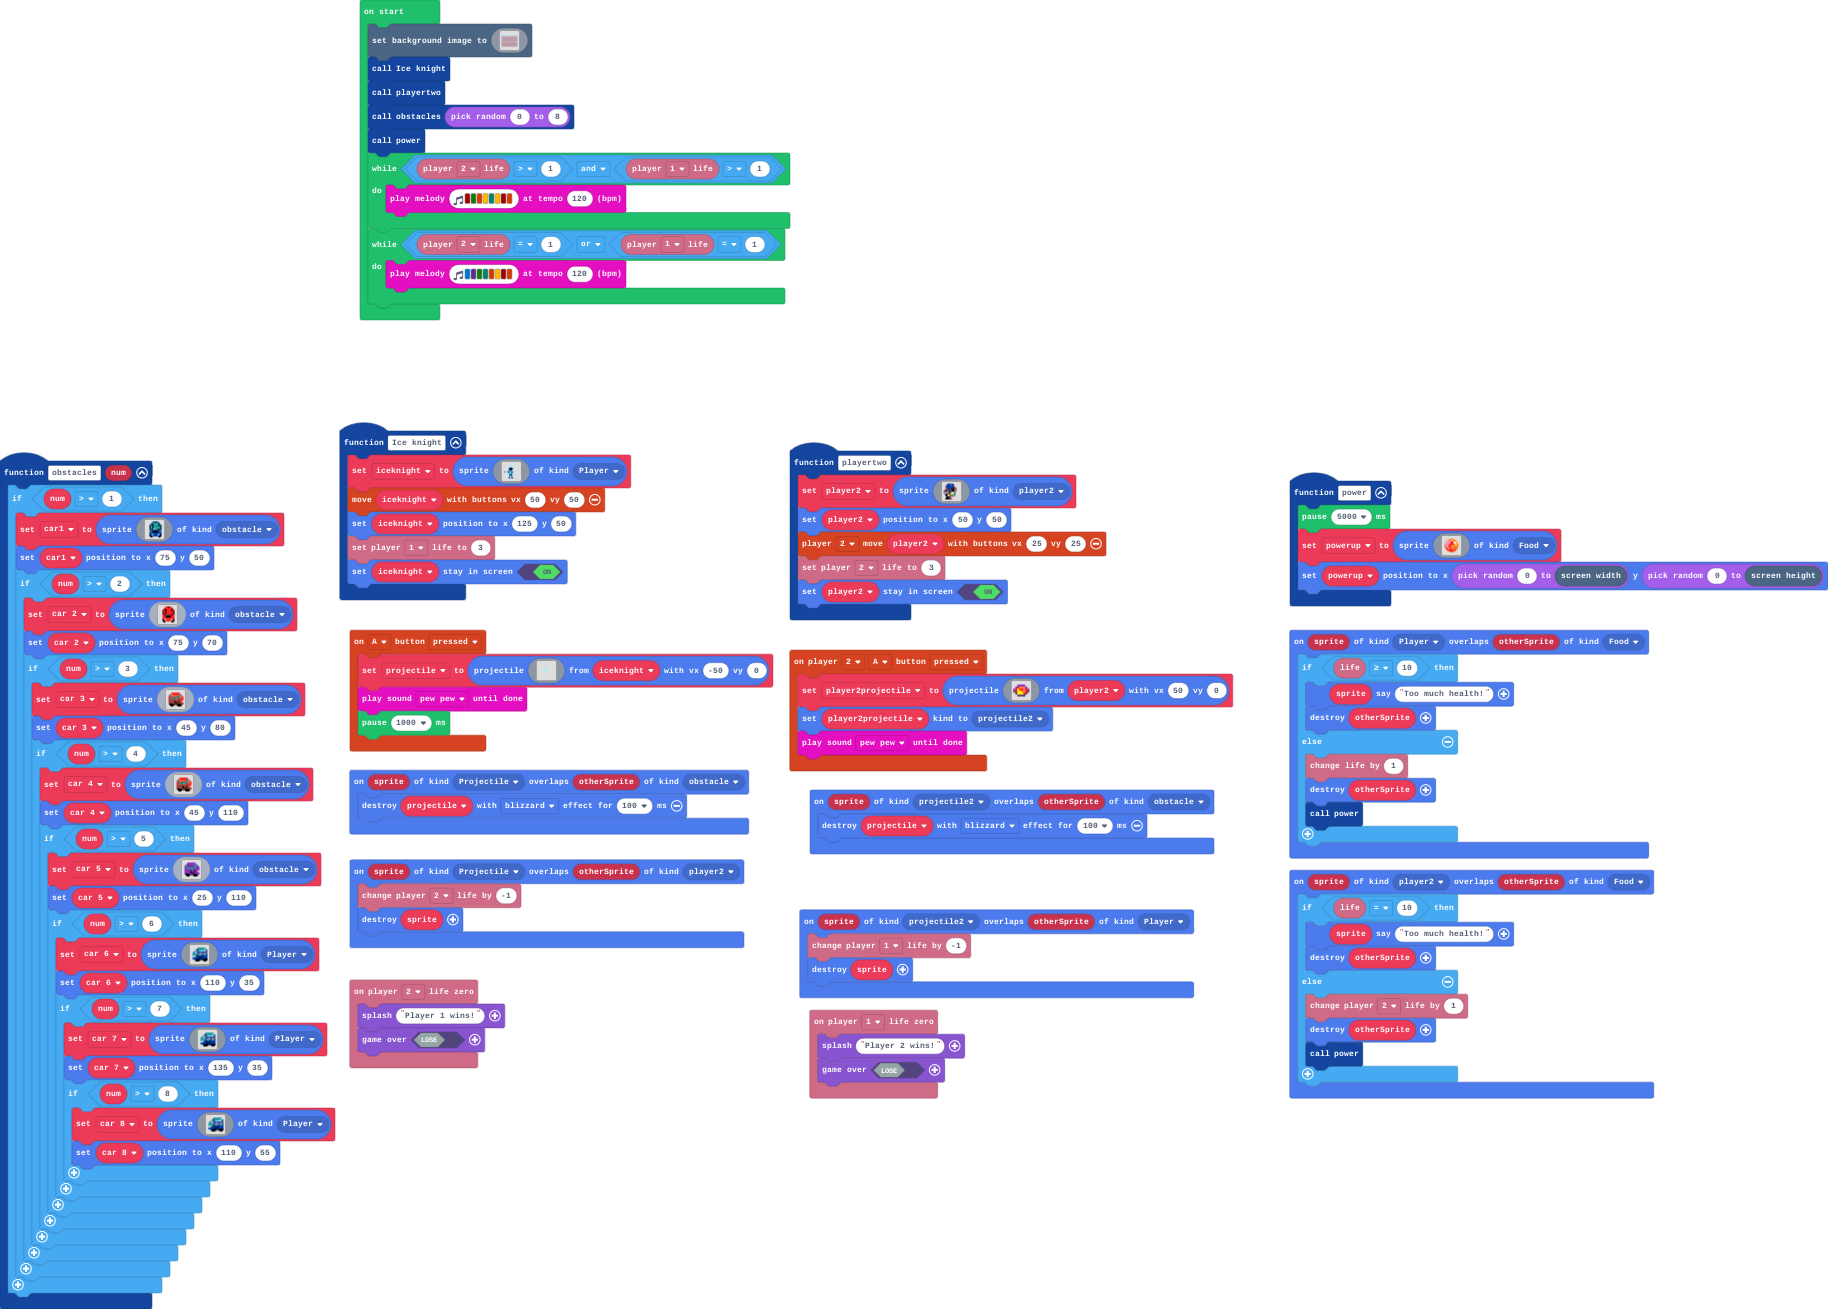 on start
set background image to
call Ice knight
call playertwo
call obstacles pick random 0 to 8
call power
while player 2 life > 1 and player 1 life > 1
do
play melody at tempo 120 (bpm)
while player 2 life = 1 or player 1 life = 1
do
play melody at tempo 120 (bpm)
function obstacles num
if num > 1 then
set car1 to sprite of kind obstacle
set car1 position to x 75 y 50
if num > 2 then
set car 2 to sprite of kind obstacle
set car 2 position to x 75 y 70
if num > 3 then
set car 3 to sprite of kind obstacle
set car 3 position to x 45 y 80
if num > 4 then
set car 4 to sprite of kind obstacle
set car 4 position to x 45 y 110
if num > 5 then
set car 5 to sprite of kind obstacle
set car 5 position to x 25 y 110
if num > 6 then
set car 6 to sprite of kind Player
set car 6 position to x 110 y 35
if num > 7 then
set car 7 to sprite of kind Player
set car 7 position to x 135 y 35
if num > 8 then
set car 8 to sprite of kind Player
set car 8 position to x 110 y 55
function Ice knight
set iceknight to sprite of kind Player
move iceknight with buttons vx 50 vy 50
set iceknight position to x 125 y 50
set player 1 life to 3
set iceknight stay in screen ON
on A button pressed
set projectile to projectile from iceknight with vx -50 vy 0
play sound pew pew until done
pause 1000 ms
on sprite of kind Projectile overlaps otherSprite of kind obstacle
destroy projectile with blizzard effect for 100 ms
on sprite of kind Projectile overlaps otherSprite of kind player2
change player 2 life by -1
destroy sprite
on player 2 life zero
splash "Player 1 wins!"
game over LOSE
function playertwo
set player2 to sprite of kind player2
set player2 position to x 50 y 50
player 2 move player2 with buttons vx 25 vy 25
set player 2 life to 3
set player2 stay in screen ON
on player 2 A button pressed
set player2projectile to projectile from player2 with vx 50 vy 0
set player2projectile kind to projectile2
play sound pew pew until done
on sprite of kind projectile2 overlaps otherSprite of kind obstacle
destroy projectile with blizzard effect for 100 ms
on sprite of kind projectile2 overlaps otherSprite of kind Player
change player 1 life by -1
destroy sprite
on player 1 life zero
splash "Player 2 wins!"
game over LOSE
function power
pause 5000 ms
set powerup to sprite of kind Food
set powerup position to x pick random 0 to screen width y pick random 0 to screen height
on sprite of kind Player overlaps otherSprite of kind Food
if life ≥ 10 then
sprite say "Too much health!"
destroy otherSprite
else
change life by 1
destroy otherSprite
call power
on sprite of kind player2 overlaps otherSprite of kind Food
if life = 10 then
sprite say "Too much health!"
destroy otherSprite
else
change player 2 life by 1
destroy otherSprite
call power